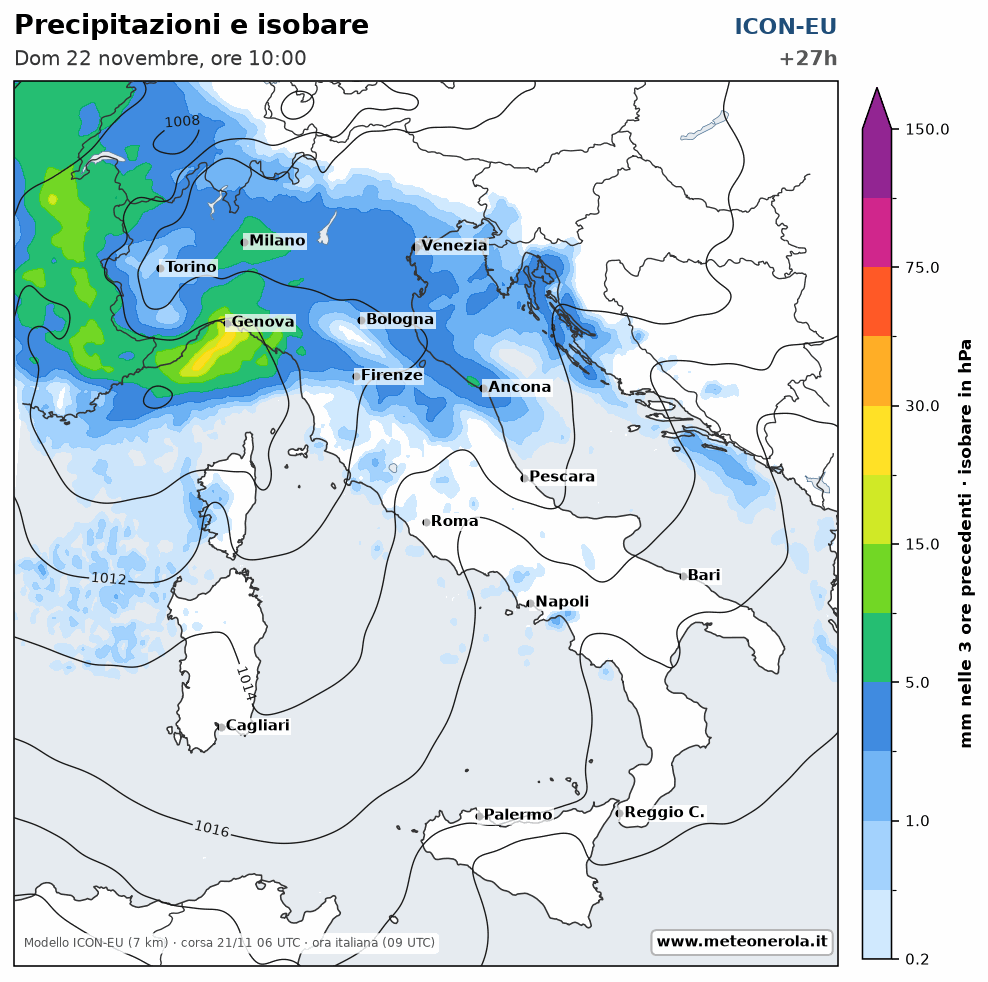 Precipitazioni e isobare
ICON-EU
Dom 22 novembre, ore 10:00
+27h
1008
Milano
Venezia
Torino
Genova
Bologna
Firenze
Ancona
Pescara
Roma
1012
Bari
Napoli
1014
Cagliari
1016
Palermo
Reggio C.
Modello ICON-EU (7 km) · corsa 21/11 06 UTC · ora italiana (09 UTC)
www.meteonerola.it
150.0
75.0
30.0
15.0
5.0
1.0
0.2
mm nelle 3 ore precedenti · isobare in hPa